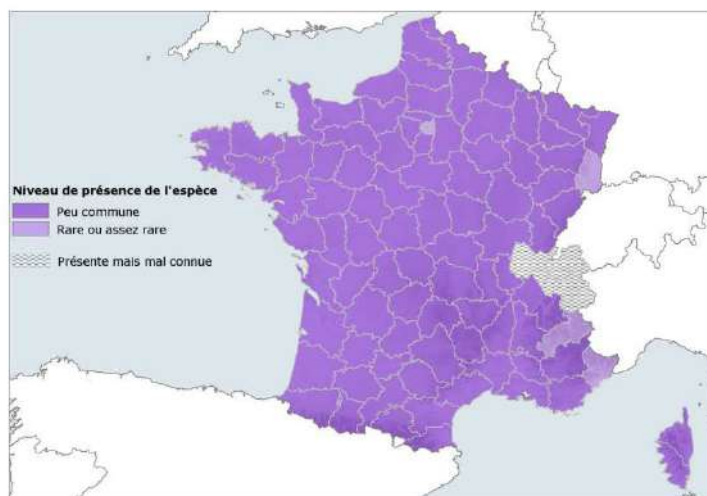 Niveau de présence de l'espèce
Peu commune
Rare ou assez rare
Présente mais mal connue